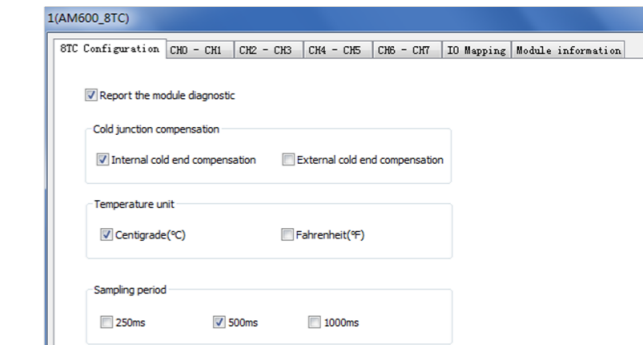 1(AM600_8TC)
8TC Configuration CH0 - CH1 CH2 - CH3 CH4 - CH5 CH6 - CH7 IO Mapping Module information
Report the module diagnostic
Cold junction compensation
Internal cold end compensation External cold end compensation
Temperature unit
Centigrade(℃) Fahrenheit(℉)
Sampling period
250ms 500ms 1000ms